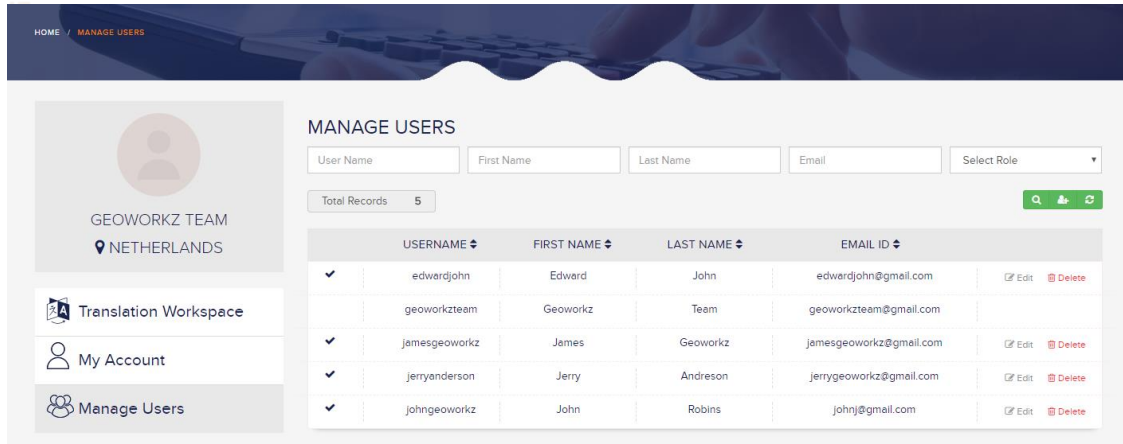 HOME / MANAGE USERS
GEOWORKZ TEAM
NETHERLANDS
Translation Workspace
My Account
Manage Users
MANAGE USERS
User Name First Name Last Name Email Select Role
Total Records 5
USERNAME FIRST NAME LAST NAME EMAIL ID
edwardjohn Edward John edwardjohn@gmail.com Edit Delete
geoworkzteam Geoworkz Team geoworkzteam@gmail.com
jamesgeoworkz James Geoworkz jamesgeoworkz@gmail.com Edit Delete
jerryanderson Jerry Andreson jerrygeoworkz@gmail.com Edit Delete
johngeoworkz John Robins johnj@gmail.com Edit Delete